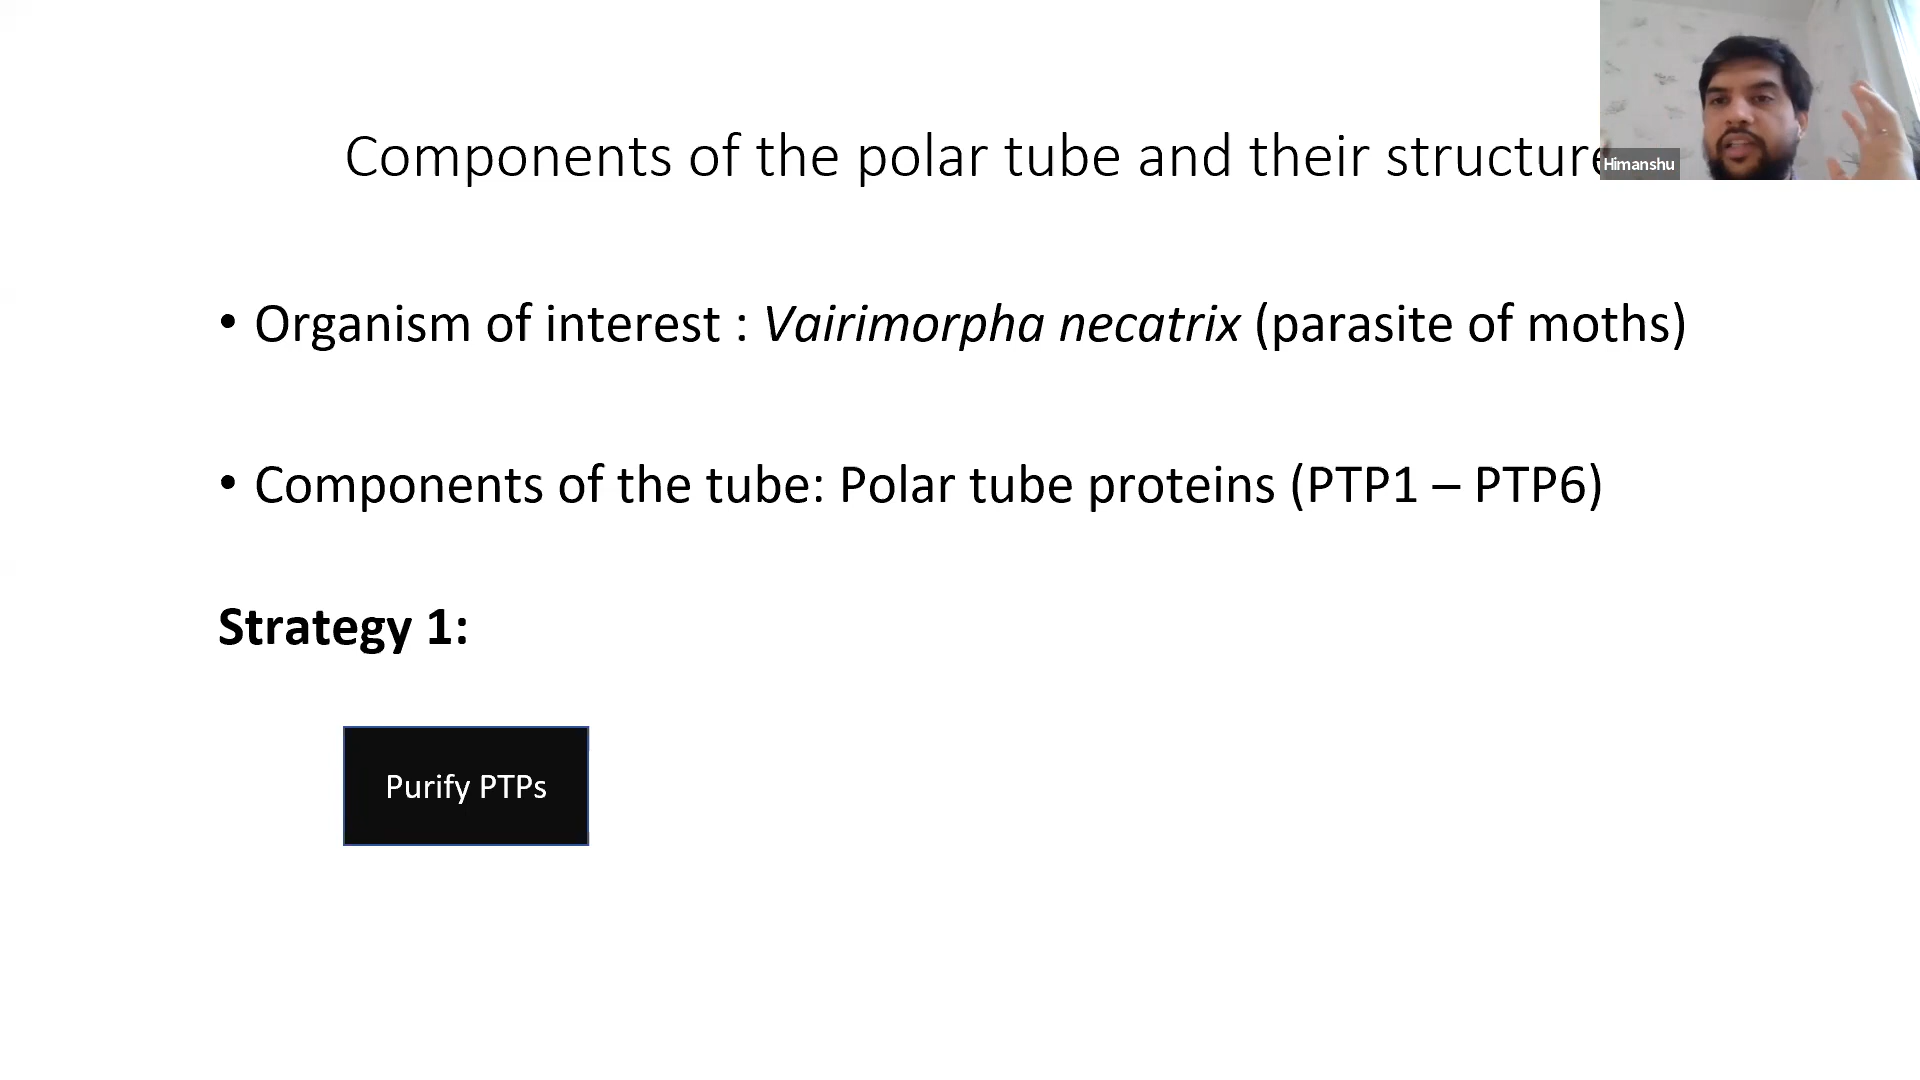 Components of the polar tube and their structure
Himanshu
• Organism of interest : Vairimorpha necatrix (parasite of moths)
• Components of the tube: Polar tube proteins (PTP1 – PTP6)
Strategy 1:
Purify PTPs